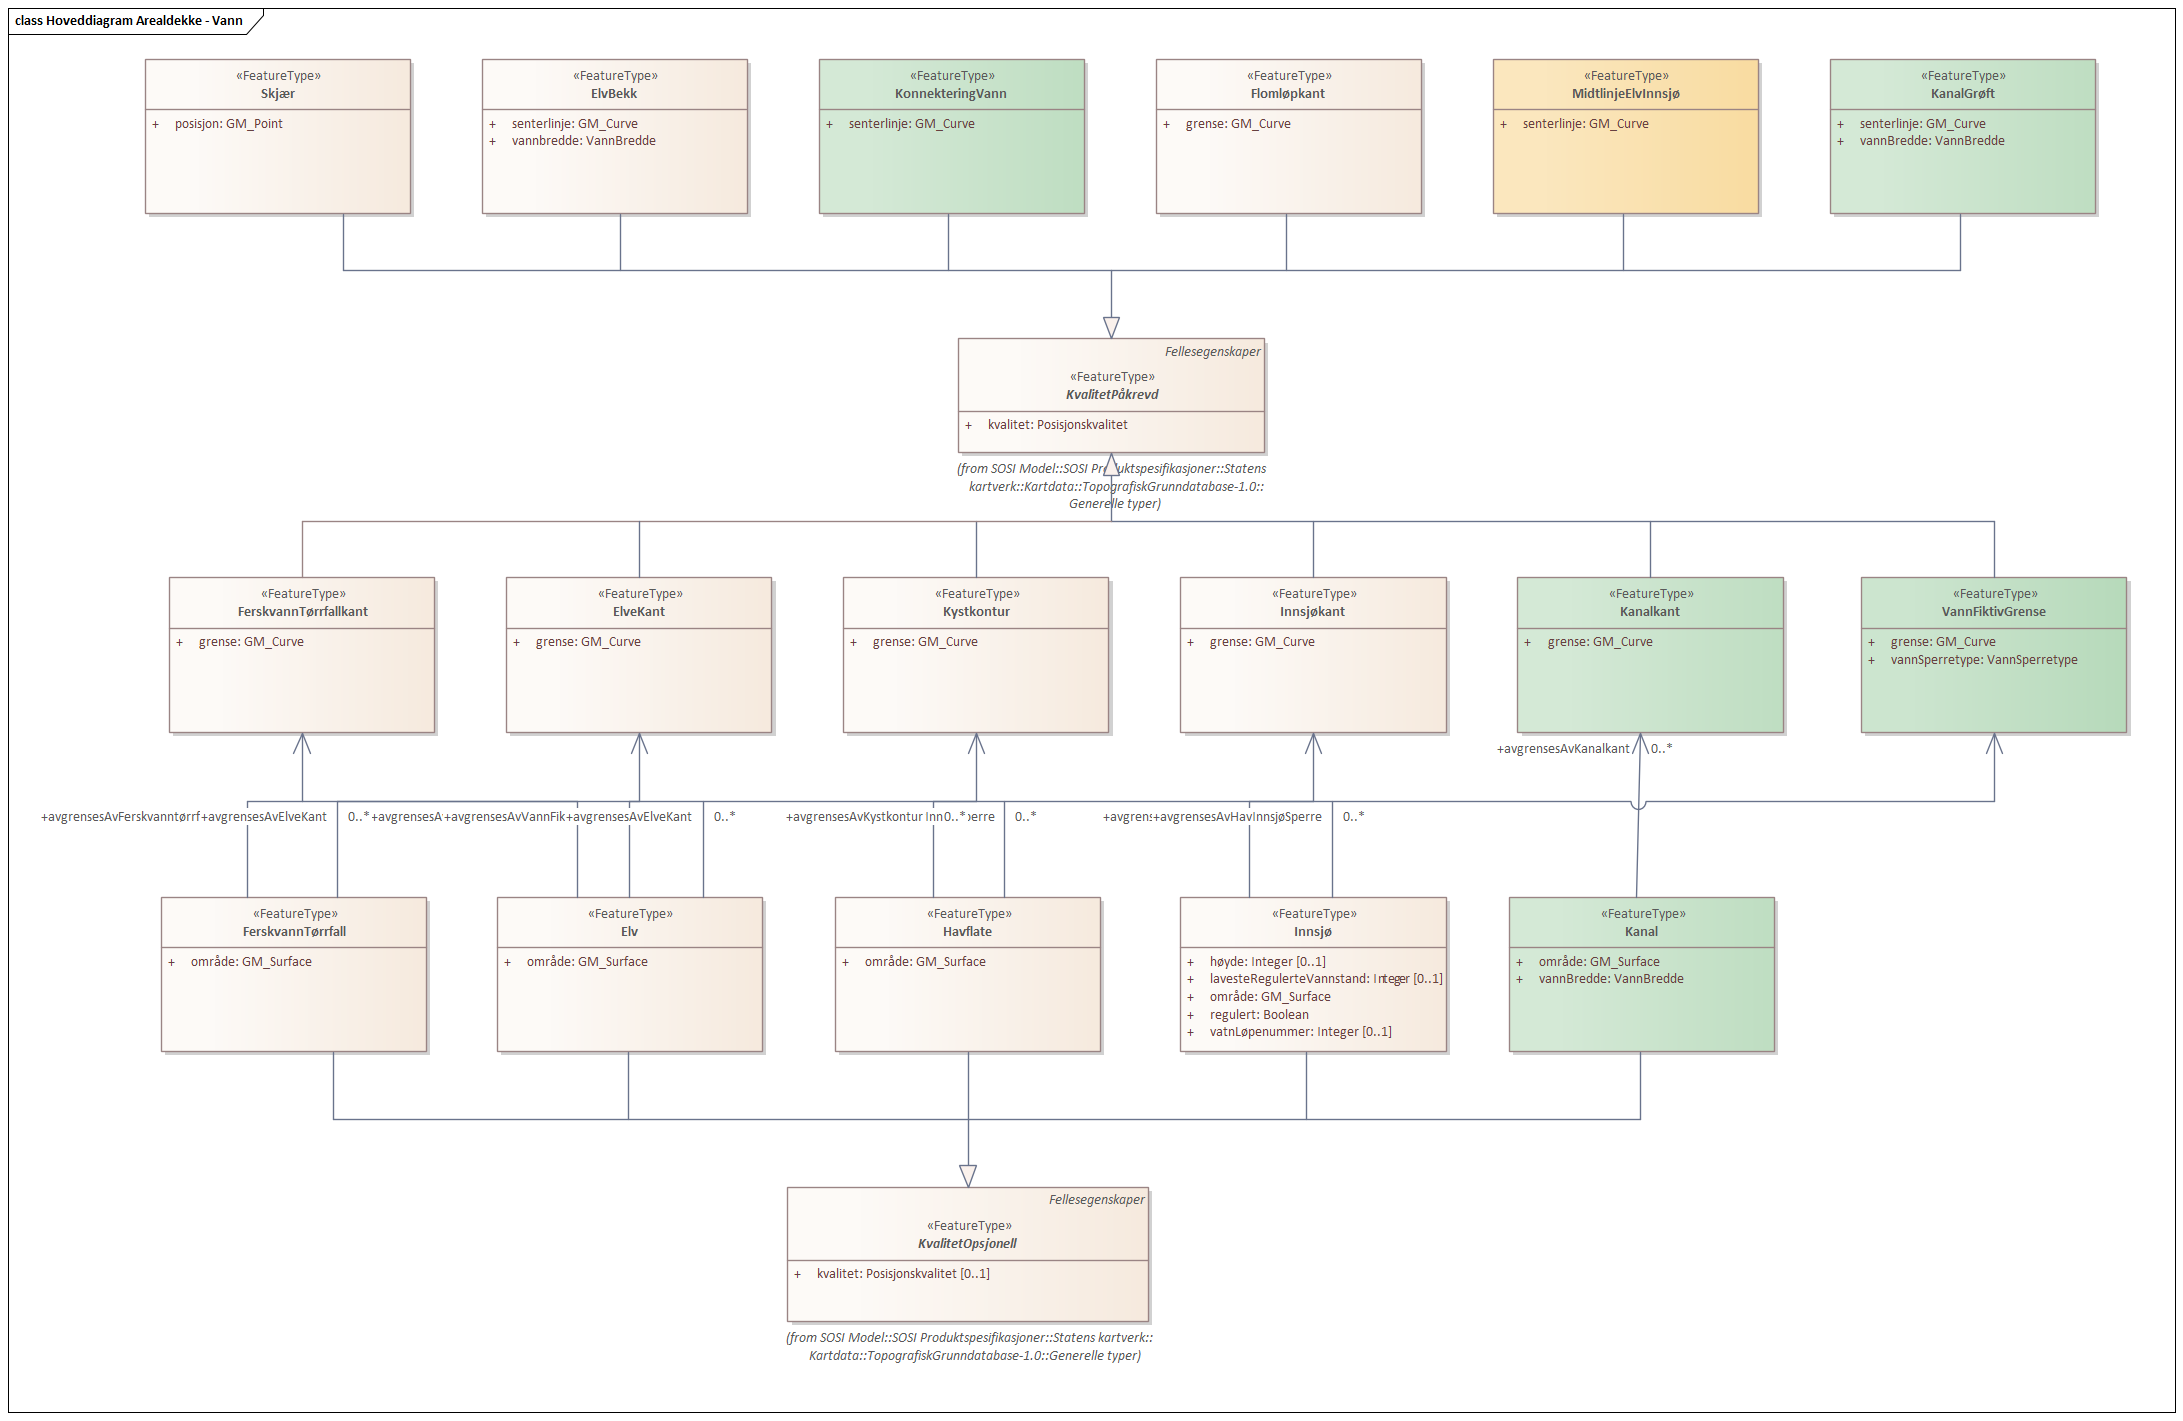 class Hoveddiagram Arealdekke - Vann
«FeatureType»
Skjær
+ posisjon: GM_Point
«FeatureType»
ElvBekk
+ senterlinje: GM_Curve
+ vannbredde: VannBredde
«FeatureType»
KonnekteringVann
+ senterlinje: GM_Curve
«FeatureType»
Flomløpkant
+ grense: GM_Curve
«FeatureType»
MidtlinjeElvInnsjø
+ senterlinje: GM_Curve
«FeatureType»
KanalGrøft
+ senterlinje: GM_Curve
+ vannBredde: VannBredde
Fellesegenskaper
«FeatureType»
KvalitetPåkrevd
+ kvalitet: Posisjonskvalitet
(from SOSI Model::SOSI Produktspesifikasjoner::Statens
kartverk::Kartdata::TopografiskGrunndatabase-1.0::
Generelle typer)
«FeatureType»
FerskvannTørrfallkant
+ grense: GM_Curve
«FeatureType»
ElveKant
+ grense: GM_Curve
«FeatureType»
Kystkontur
+ grense: GM_Curve
«FeatureType»
Innsjøkant
+ grense: GM_Curve
«FeatureType»
Kanalkant
+ grense: GM_Curve
«FeatureType»
VannFiktivGrense
+ grense: GM_Curve
+ vannSperretype: VannSperretype
+avgrensesAvKanalkant 0..*
+avgrensesAvFerskvanntørrf
+avgrensesAvElveKant
0..*
+avgrensesA
+avgrensesAvVannFik
+avgrensesAvElveKant
0..*
+avgrensesAvKystkontur
0..*
0..*
+avgrensesAvHavInnsjøSperre
0..*
«FeatureType»
FerskvannTørrfall
+ område: GM_Surface
«FeatureType»
Elv
+ område: GM_Surface
«FeatureType»
Havflate
+ område: GM_Surface
«FeatureType»
Innsjø
+ høyde: Integer [0..1]
+ lavesteRegulerteVannstand: Integer [0..1]
+ område: GM_Surface
+ regulert: Boolean
+ vatnLøpenummer: Integer [0..1]
«FeatureType»
Kanal
+ område: GM_Surface
+ vannBredde: VannBredde
Fellesegenskaper
«FeatureType»
KvalitetOpsjonell
+ kvalitet: Posisjonskvalitet [0..1]
(from SOSI Model::SOSI Produktspesifikasjoner::Statens kartverk::
Kartdata::TopografiskGrunndatabase-1.0::Generelle typer)